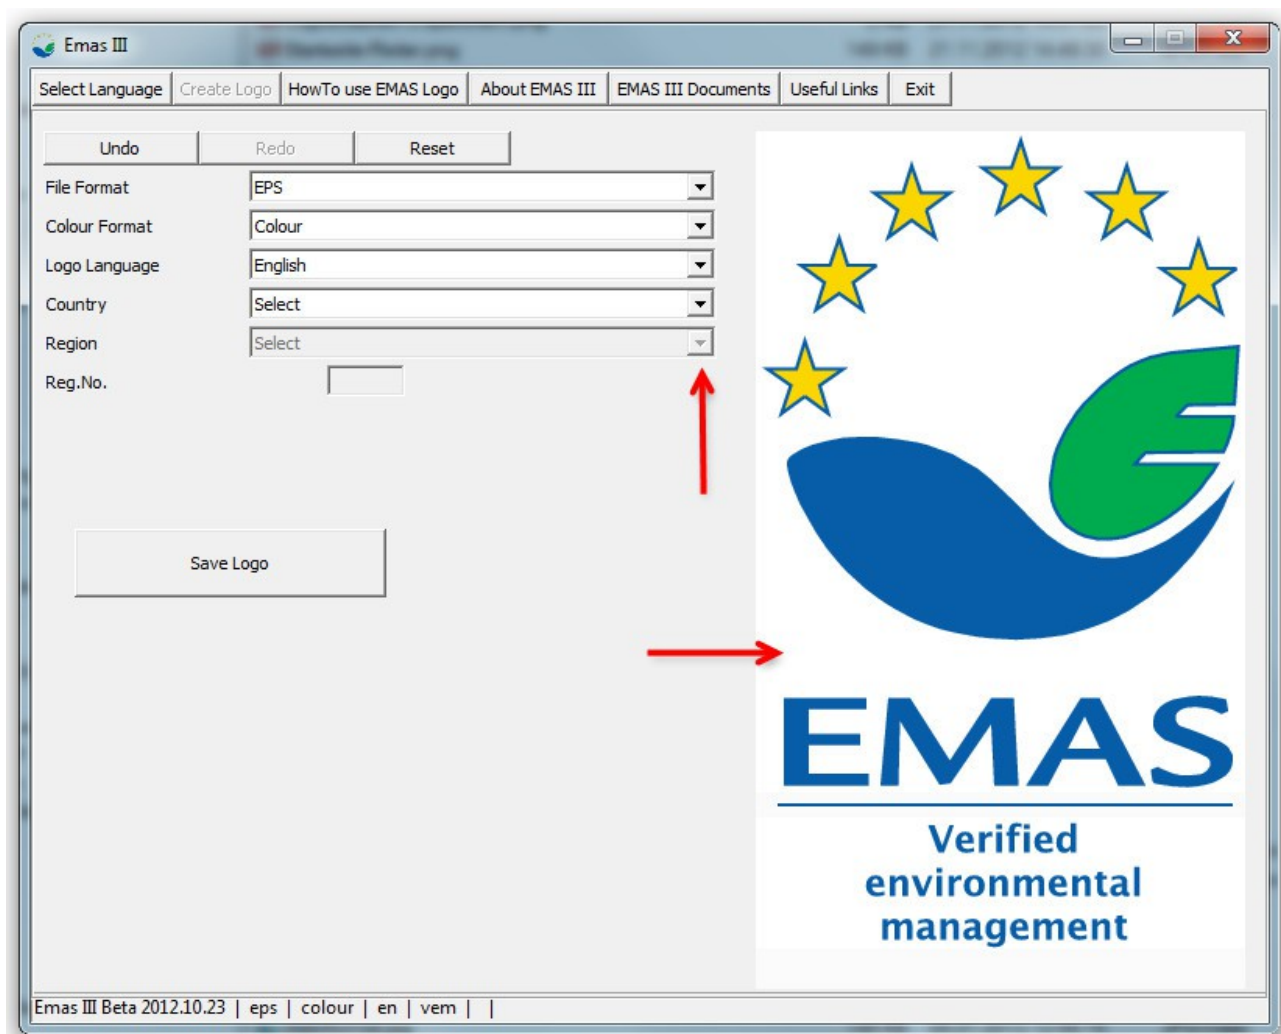 Emas III
Select Language Create Logo HowTo use EMAS Logo About EMAS III EMAS III Documents Useful Links Exit
Undo Redo Reset
File Format EPS
Colour Format Colour
Logo Language English
Country Select
Region Select
Reg.No.
Save Logo
EMAS
Verified
environmental
management
Emas III Beta 2012.10.23 | eps | colour | en | vem | |